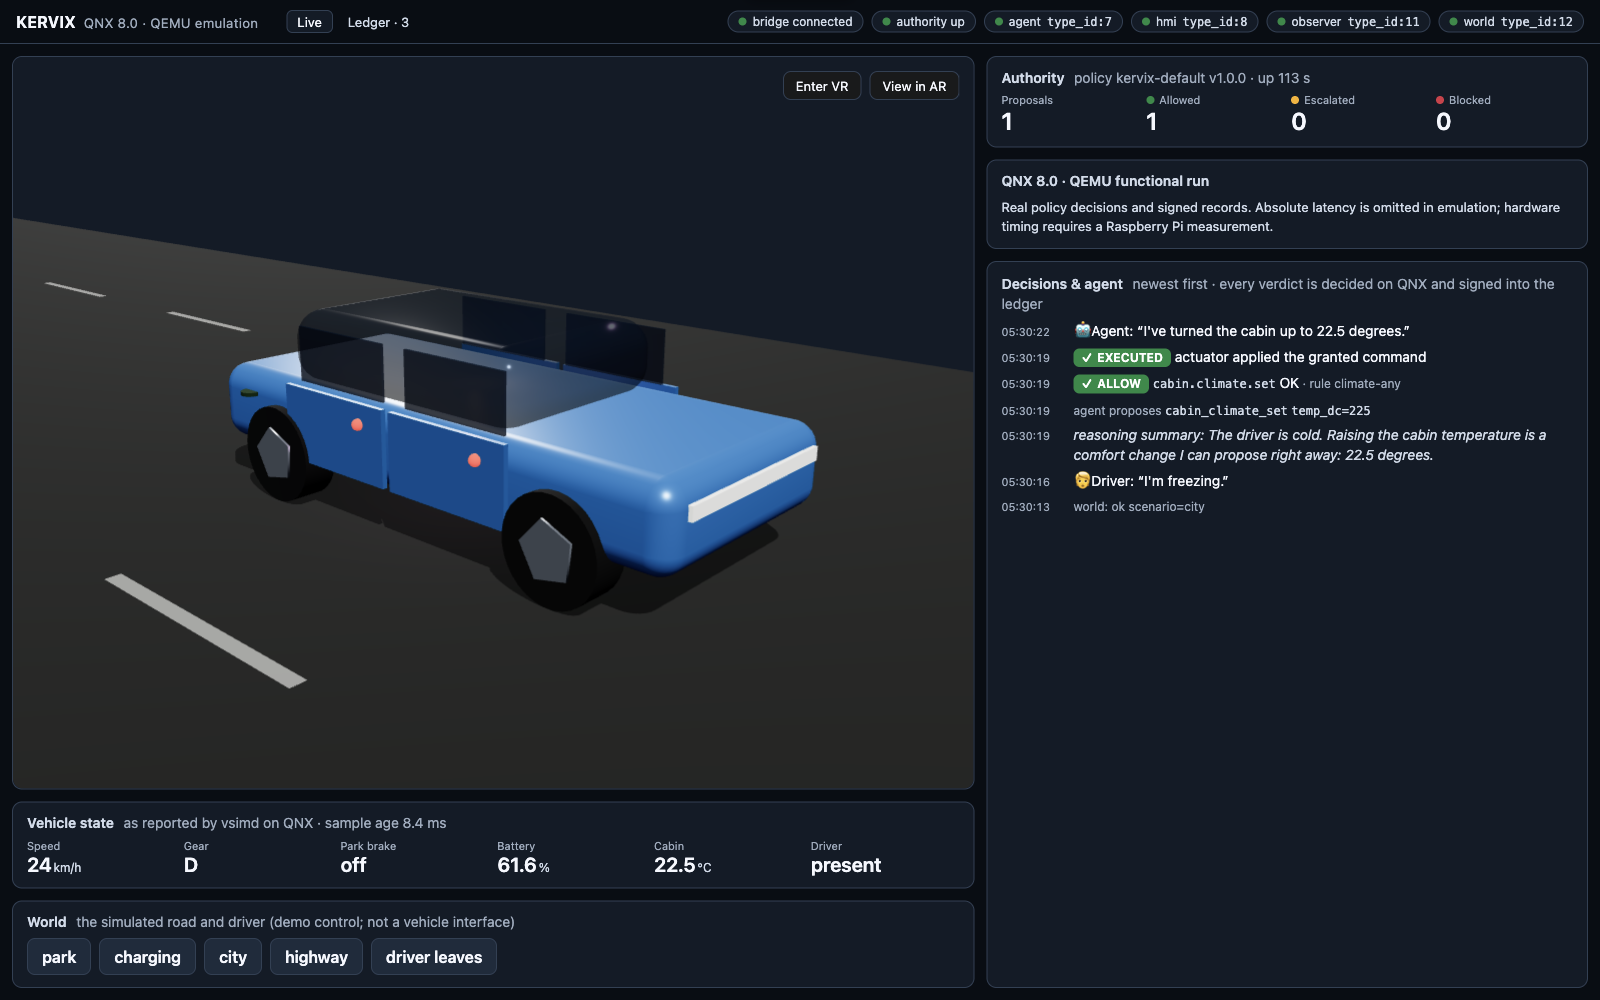 KERVIX QNX 8.0 · QEMU emulation Live Ledger · 3 bridge connected authority up agent type_id:7 hmi type_id:8 observer type_id:11 world type_id:12
Enter VR View in AR
Authority policy kervix-default v1.0.0 · up 113 s
Proposals Allowed Escalated Blocked
1 1 0 0
QNX 8.0 · QEMU functional run
Real policy decisions and signed records. Absolute latency is omitted in emulation; hardware
timing requires a Raspberry Pi measurement.
Decisions & agent newest first · every verdict is decided on QNX and signed into the
ledger
05:30:22 Agent: “I've turned the cabin up to 22.5 degrees.”
05:30:19 ✓ EXECUTED actuator applied the granted command
05:30:19 ✓ ALLOW cabin.climate.set OK · rule climate-any
05:30:19 agent proposes cabin_climate_set temp_dc=225
05:30:19 reasoning summary: The driver is cold. Raising the cabin temperature is a
comfort change I can propose right away: 22.5 degrees.
05:30:16 Driver: “I'm freezing.”
05:30:13 world: ok scenario=city
Vehicle state as reported by vsimd on QNX · sample age 8.4 ms
Speed Gear Park brake Battery Cabin Driver
24 km/h D off 61.6 % 22.5 °C present
World the simulated road and driver (demo control; not a vehicle interface)
park charging city highway driver leaves